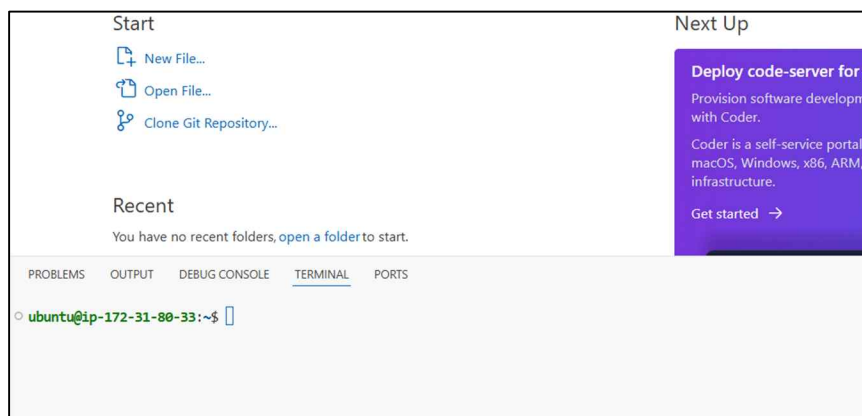 Start
New File...
Open File...
Clone Git Repository...
Recent
You have no recent folders, open a folder to start.
Next Up
Deploy code-server for
Provision software developm
with Coder.
Coder is a self-service portal
macOS, Windows, x86, ARM,
infrastructure.
Get started →
PROBLEMS OUTPUT DEBUG CONSOLE TERMINAL PORTS
ubuntu@ip-172-31-80-33:~$